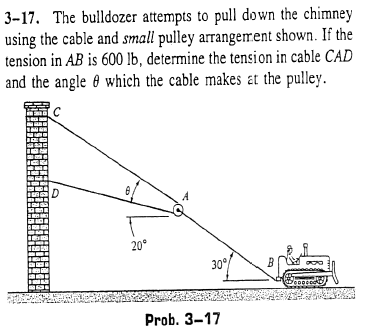 3–17. The bulldozer attempts to pull down the chimney
using the cable and small pulley arrangement shown. If the
tension in AB is 600 lb, determine the tension in cable CAD
and the angle θ which the cable makes at the pulley.
C
D
θ
A
20°
30°
B
Prob. 3–17